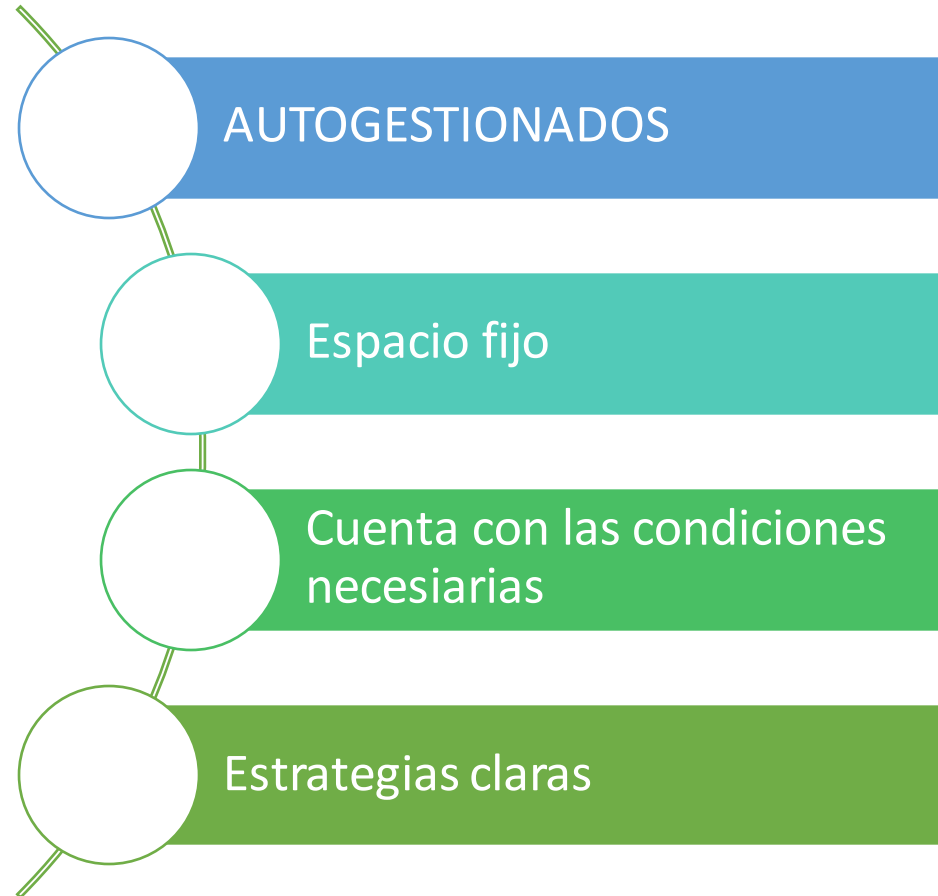 AUTOGESTIONADOS
Espacio fijo
Cuenta con las condiciones
necesiarias
Estrategias claras